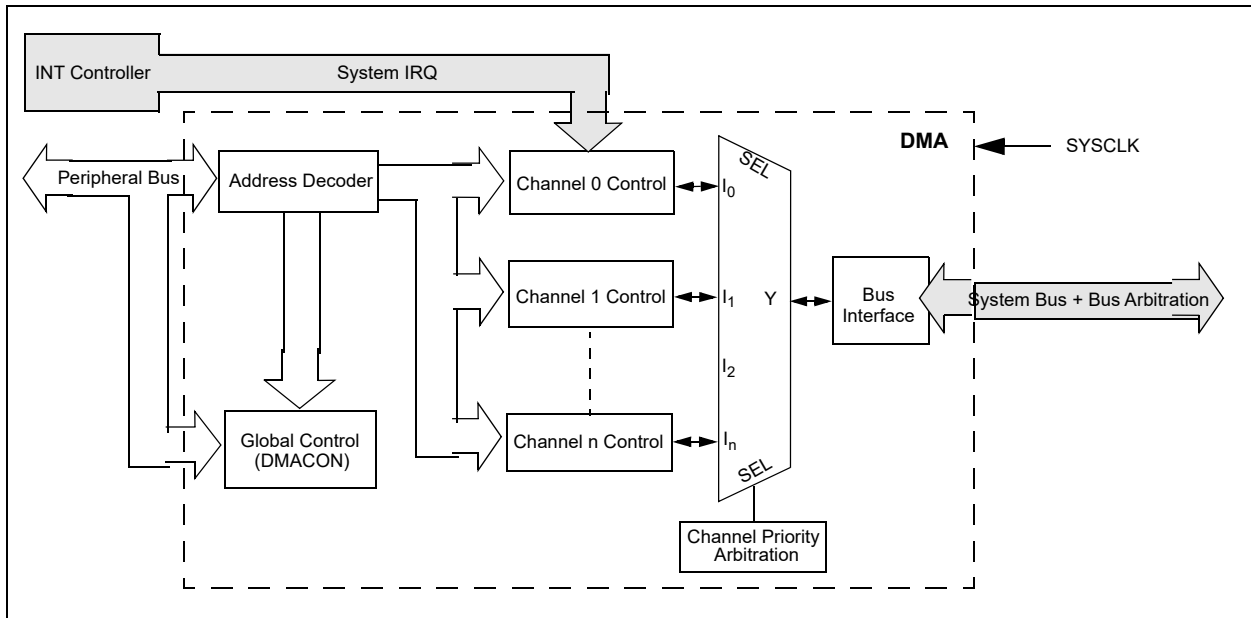 INT Controller
System IRQ
DMA
SYSCLK
Peripheral Bus
Address Decoder
Channel 0 Control
SEL
I0
Channel 1 Control
I1
Y
Bus
Interface
System Bus + Bus Arbitration
I2
Global Control
(DMACON)
Channel n Control
In
SEL
Channel Priority
Arbitration